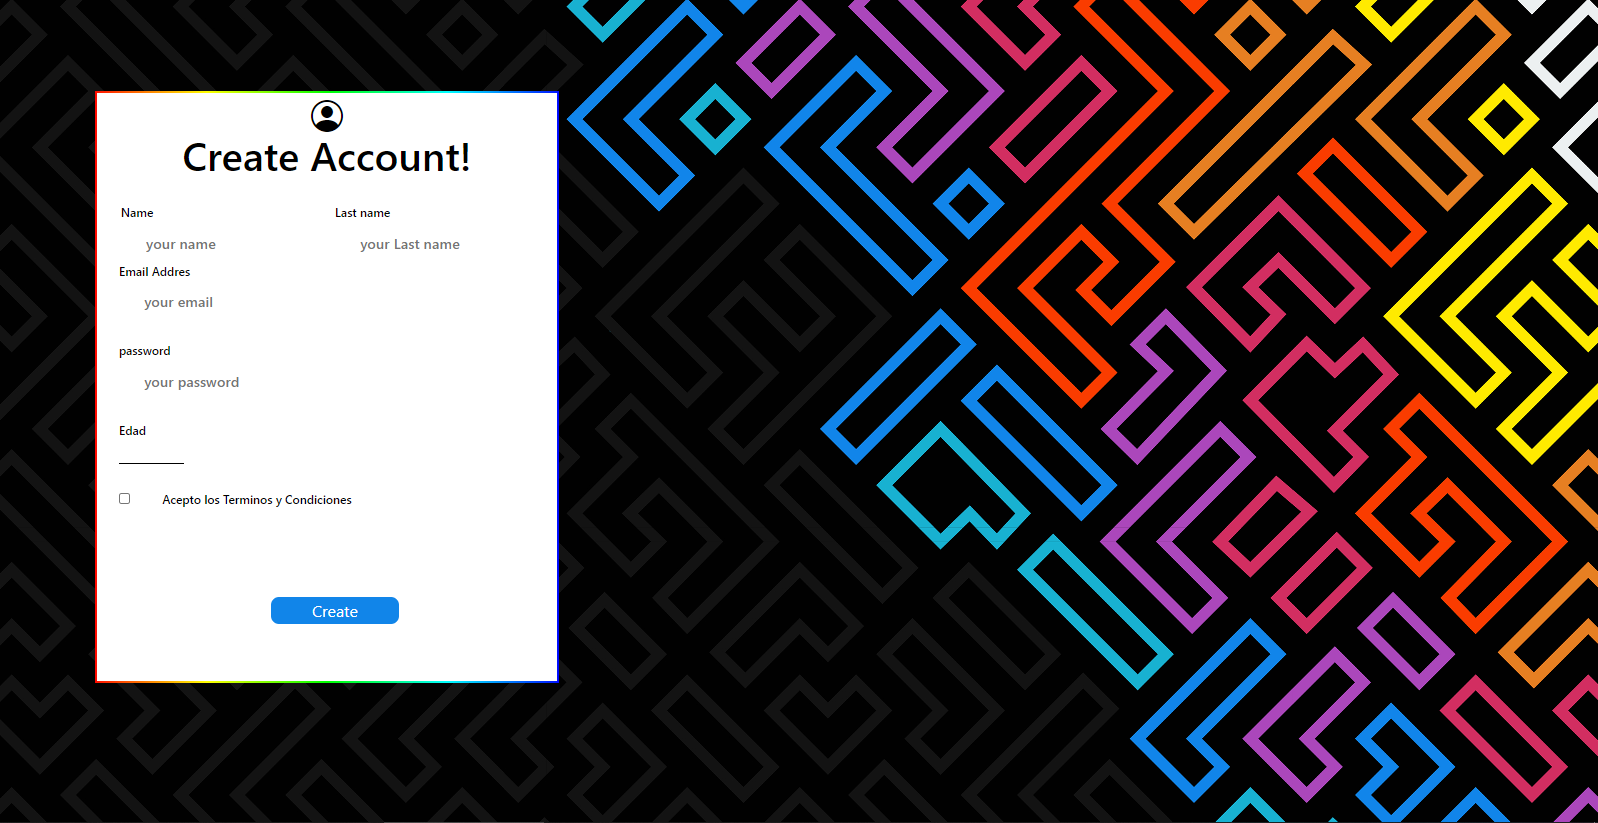 Create Account!
Name
Last name
your name
your Last name
Email Addres
your email
password
your password
Edad
Acepto los Terminos y Condiciones
Create